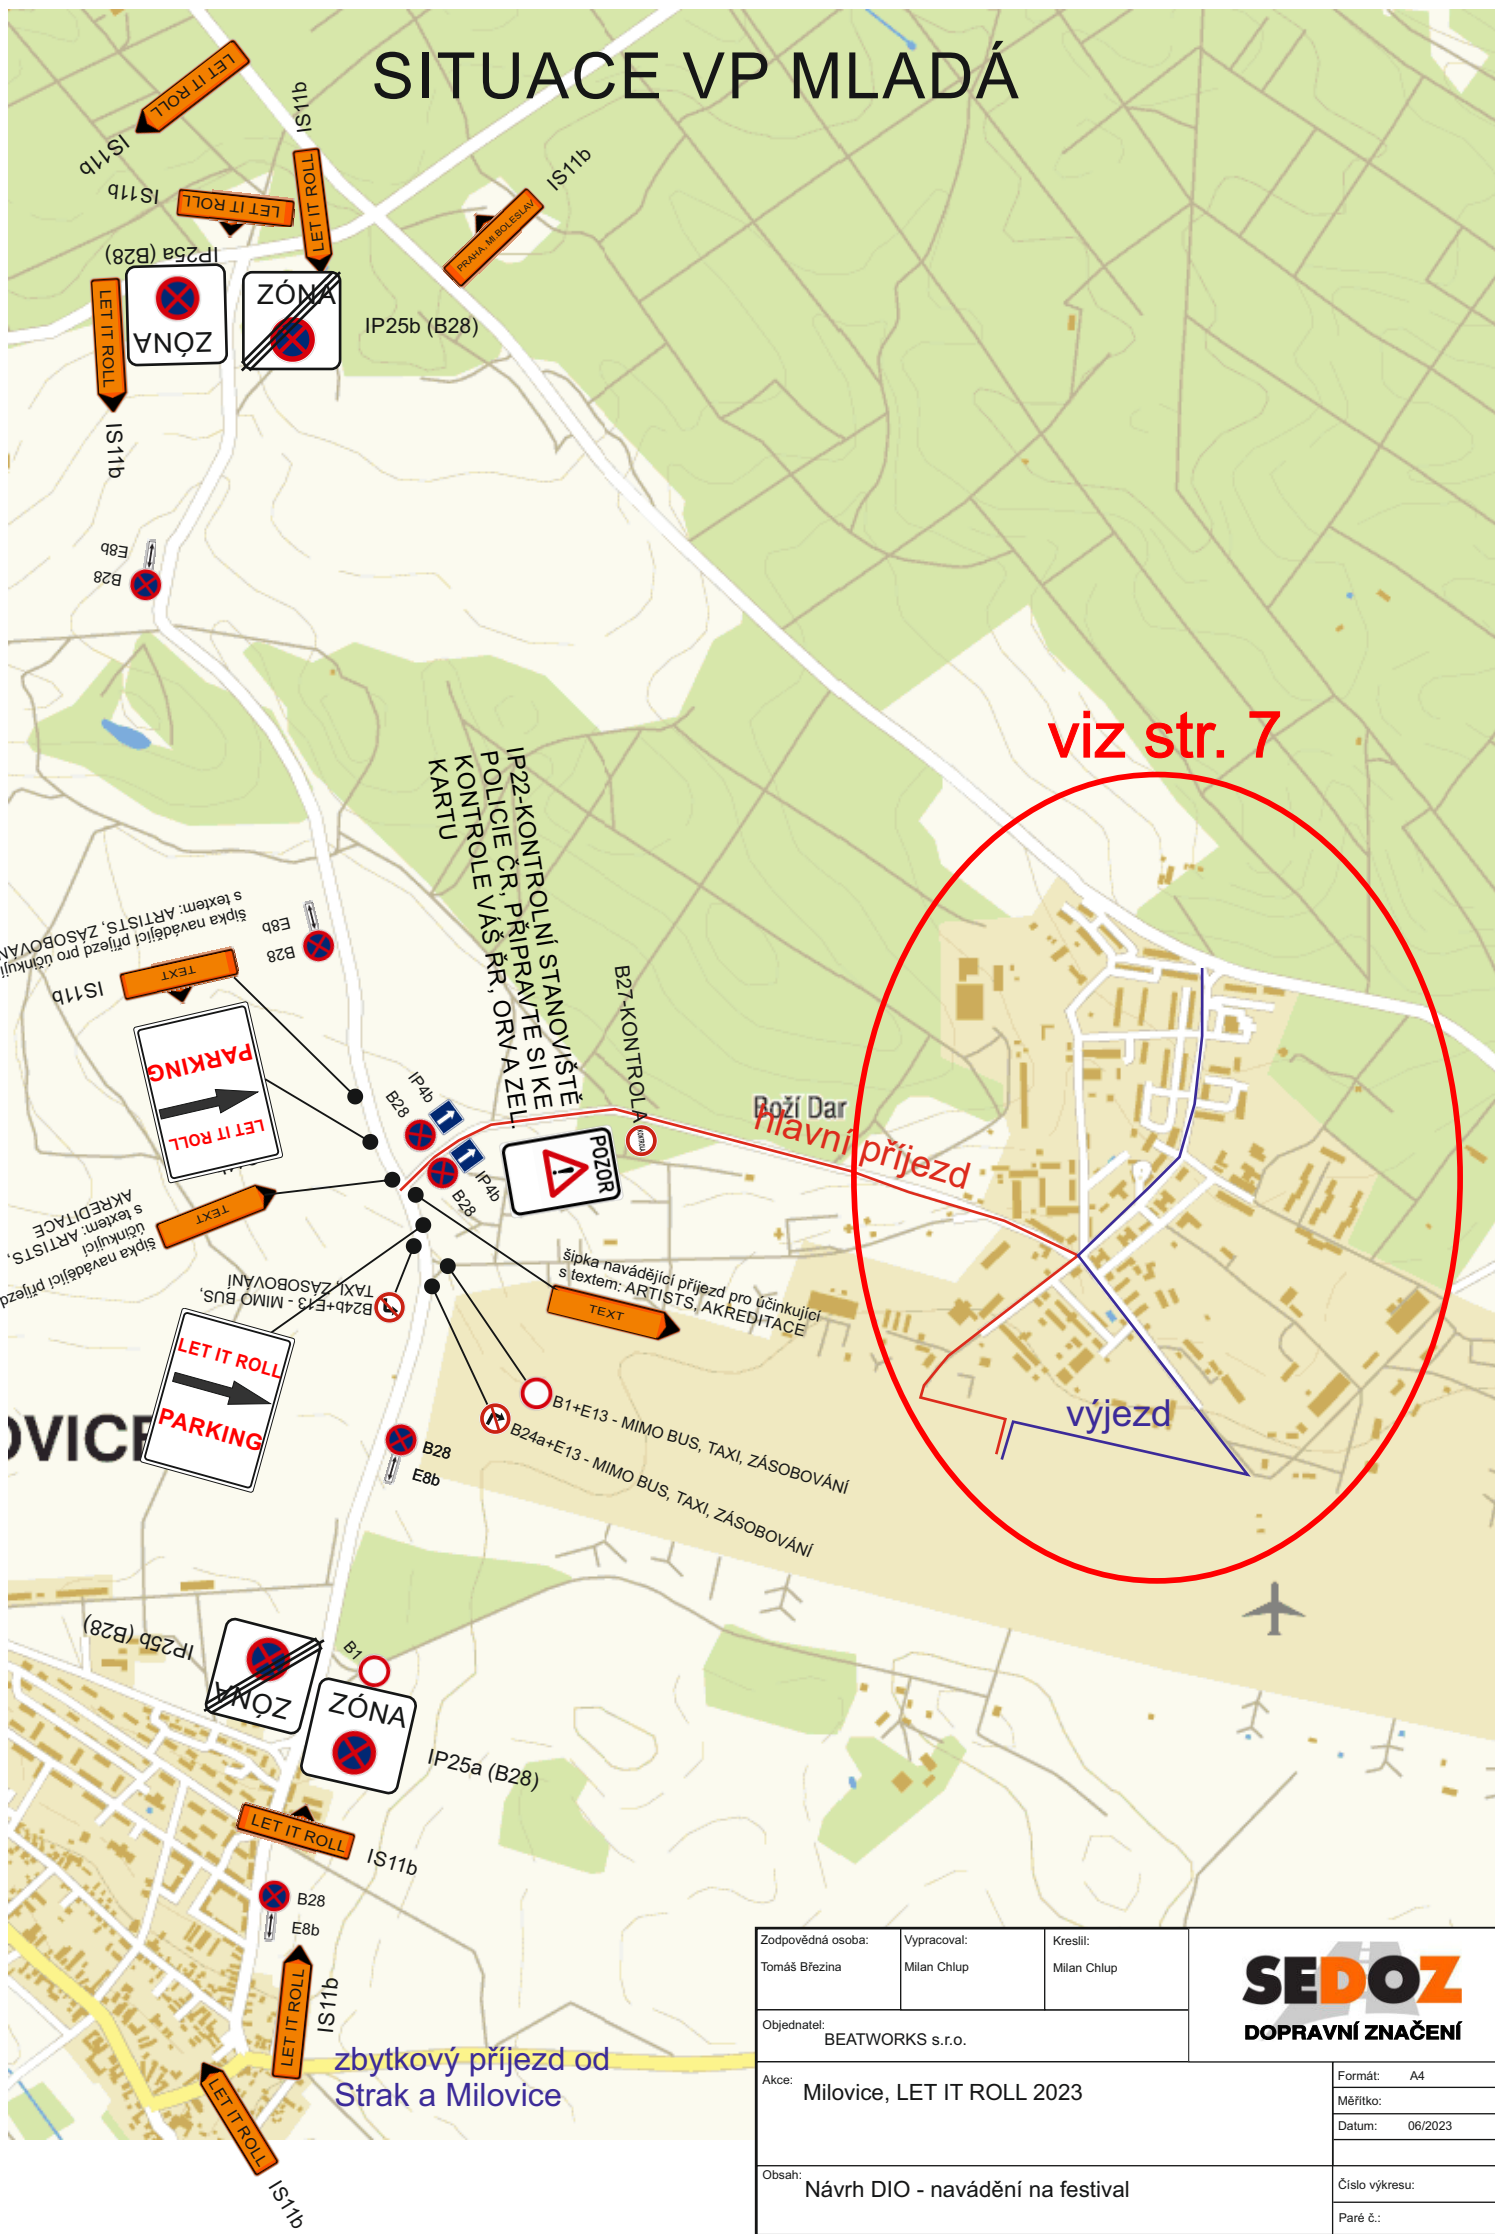 SITUACE VP MLADÁ
LET IT ROLL
IS11b
IS11b
LET IT ROLL
IS11b
LET IT ROLL
IS11b
PRAHA, Ml.BOLESLAV
IP25a (B28)
ZÓNA
ZÓNA
IP25b (B28)
LET IT ROLL
IS11b
E8b
B28
viz str. 7
IP22-KONTROLNÍ STANOVIŠTĚ
POLICIE ČR, PŘIPRAVTE SI KE
KONTROLE VÁŠ ŘR, ORV A ZEL.
KARTU
šipka navádějící příjezd pro účinkující
s textem: ARTISTS, ZÁSOBOVÁN
TEXT
IS11b
E8b
B28
LET IT ROLL
PARKING
B27-KONTROLA
IP4b
B28
IP4b
B28
POZOR
Boží Dar
hlavní příjezd
šipka navádějící příjezd
účinkující
s textem: ARTISTS,
AKREDITACE
TEXT
B24b+E13 - MIMO BUS,
TAXI, ZÁSOBOVÁNÍ
šipka navádějící příjezd pro účinkující
s textem: ARTISTS, AKREDITACE
TEXT
LET IT ROLL
PARKING
OVICE
B1+E13 - MIMO BUS, TAXI, ZÁSOBOVÁNÍ
B24a+E13 - MIMO BUS, TAXI, ZÁSOBOVÁNÍ
B28
E8b
výjezd
IP25b (B28)
ZÓNA
B1
ZÓNA
IP25a (B28)
LET IT ROLL
IS11b
B28
E8b
LET IT ROLL
IS11b
zbytkový příjezd od
Strak a Milovice
LET IT ROLL
IS11b
Zodpovědná osoba:
Tomáš Březina
Vypracoval:
Milan Chlup
Kreslil:
Milan Chlup
SEDOZ
DOPRAVNÍ ZNAČENÍ
Objednatel:
BEATWORKS s.r.o.
Akce:
Milovice, LET IT ROLL 2023
Formát: A4
Měřítko:
Datum: 06/2023
Obsah:
Návrh DIO - navádění na festival
Číslo výkresu:
Paré č.: